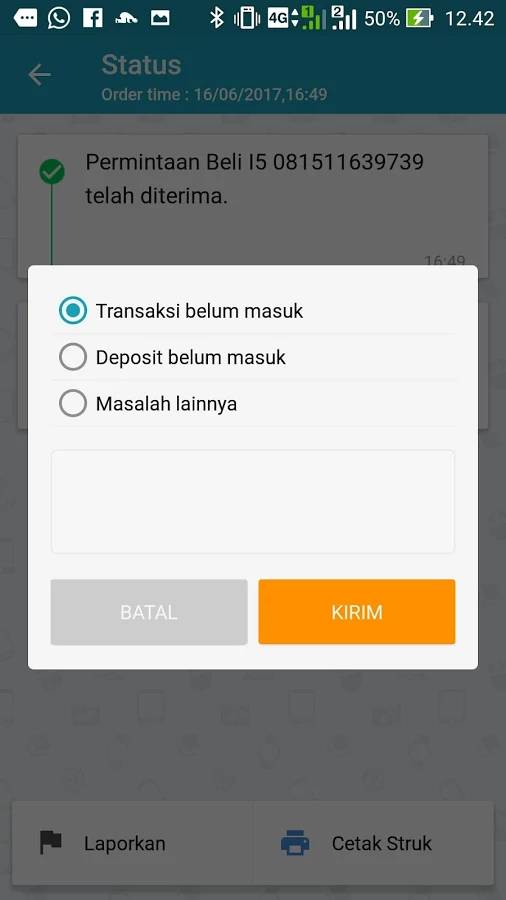 4G
1
2
50%
12.42
Status
Order time : 16/06/2017,16:49
Permintaan Beli I5 081511639739
telah diterima.
16:49
Transaksi belum masuk
Deposit belum masuk
Masalah lainnya
BATAL
KIRIM
Laporkan
Cetak Struk